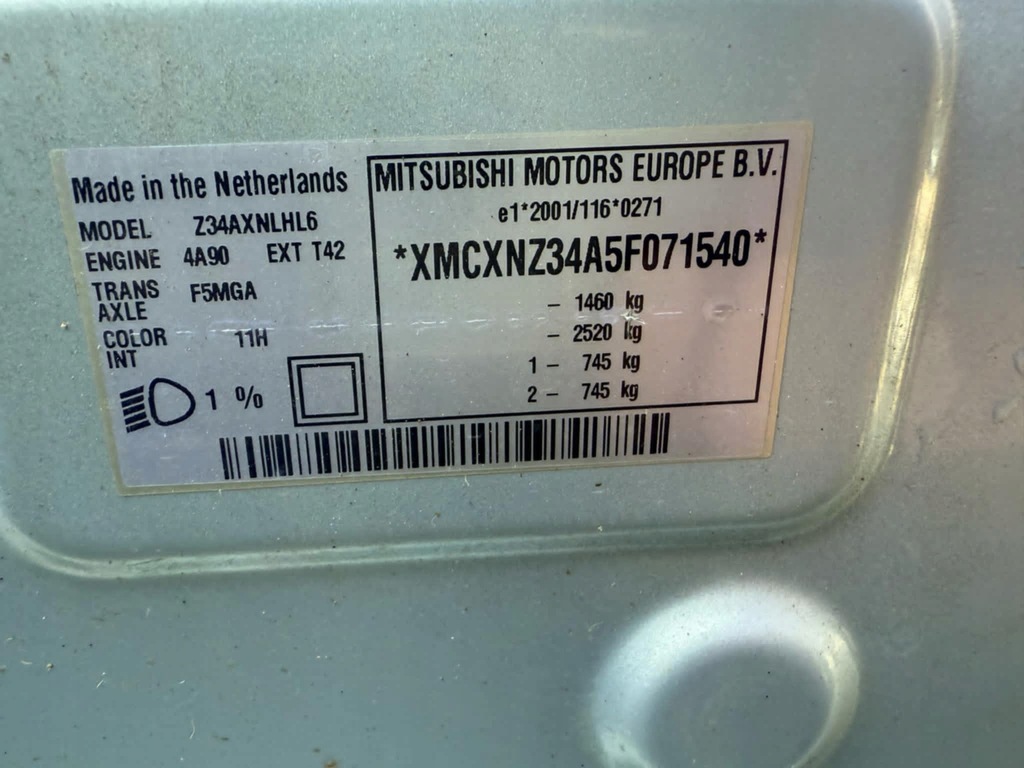 Made in the Netherlands
MODEL Z34AXNLHL6
ENGINE 4A90 EXT T42
TRANS AXLE F5MGA
COLOR INT 11H
1 %
MITSUBISHI MOTORS EUROPE B.V.
e1*2001/116*0271
*XMCXNZ34A5F071540*
– 1460 kg
– 2520 kg
1 – 745 kg
2 – 745 kg